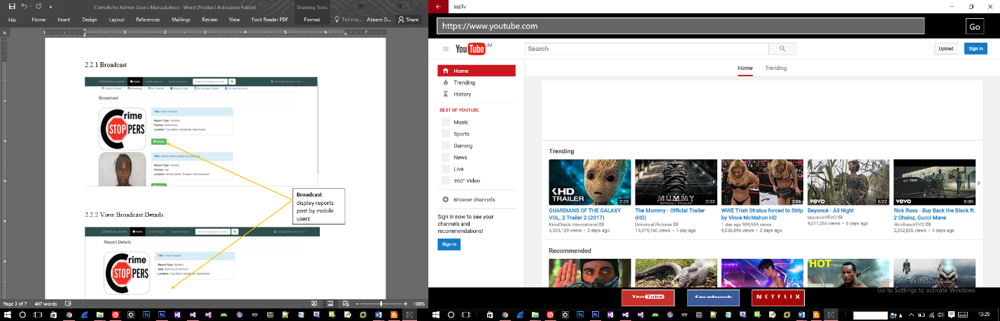 CrimeEcho Admin User's Manual.docx - Word (Product Activation Failed)
Drawing Tools
File Home Insert Design Layout References Mailings Review View Foxit Reader PDF Format Tell me... Akeem O... Share
2.2.1 Broadcast
CrimeEcho Admin Home Create Report Create Account Search for people or crime
System Report Broadcast My Reports System Logs My Account Details All User Accounts
Broadcast
Crime
STOPPERS
Title: Home Invasion
Report Type : Robbery
Post by: Anonymous
Location: Top Albion, Mandeville, Manchester
Details
Report Type : Assault
Post by: Jan
Broadcast
display reports
post by mobile
users
2.2.2 View Broadcast Details
CrimeEcho Admin Home Create Report Create Account Search for people or crime
Report Details
Crime
STOPPERS
Title: Home Invasion
Report Type: Robbery
Location: Top Albion, Mandeville, Manchester
Page 3 of 7 407 words
100%
ozzTv
https://www.youtube.com
Go
YouTube JM
Search
Upload
Sign in
Home
Trending
History
BEST OF YOUTUBE
Music
Sports
Gaming
News
Live
360° Video
Browse channels
Sign in now to see your
channels and
recommendations!
Sign in
Home Trending
Trending
HD TRAILER
2:23
GUARDIANS OF THE GALAXY
VOL. 2 Trailer 2 (2017)
KinoCheck International
4,324,129 views • 2 days ago
MUMMY
OFFICIAL TRAILER
2:33
The Mummy - Official Trailer
(HD)
Universal Pictures
13,079,160 views • 1 day ago
3:56
WWE Trish Stratus forced to Strip
by Vince McMahon HD
1 day ago 989,959 views
9,536,896 views • 2 days ago
vevo
6:22
Beyoncé - All Night
beyonceVEVO
9,511,355 views • 6 days ago
vevo
8:00
Rick Ross - Buy Back the Block ft.
2 Chainz, Gucci Mane
RickRossVEVO
2,252,826 views • 4 days ago
Recommended
HOT
Activate Windows
Go to Settings to activate Windows.
YouTube
facebook
NETFLIX
13:29